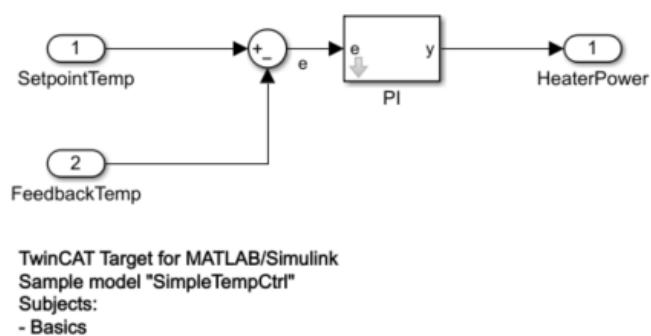 1
SetpointTemp
+
−
e
e
y
PI
1
HeaterPower
2
FeedbackTemp
TwinCAT Target for MATLAB/Simulink
Sample model "SimpleTempCtrl"
Subjects:
- Basics